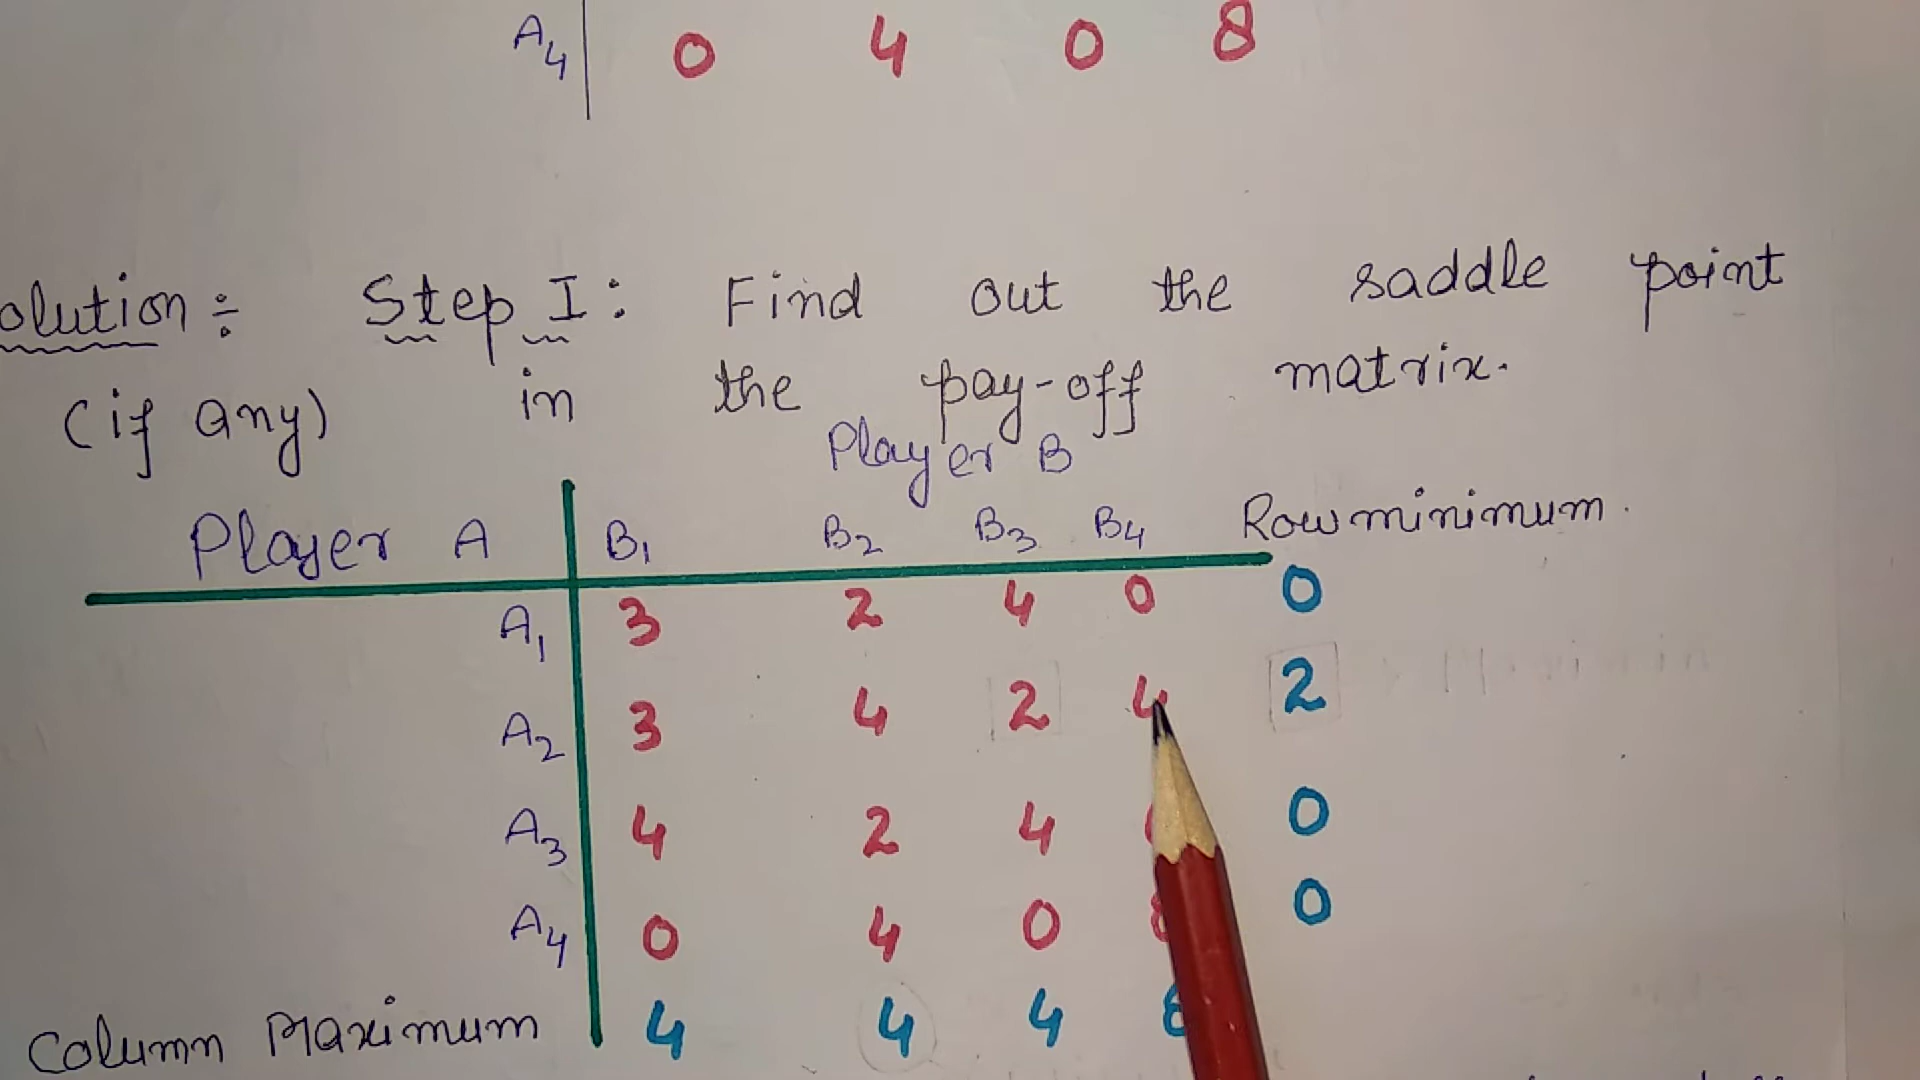 A4 0 4 0 8
olution ÷ Step I : Find out the saddle point
(if any) in the pay-off matrix.
Player B
Player A B1 B2 B3 B4 Row minimum.
A1 3 2 4 0 0
A2 3 4 2 4 2
A3 4 2 4 0
A4 0 4 0 0
Column Maximum 4 4 4